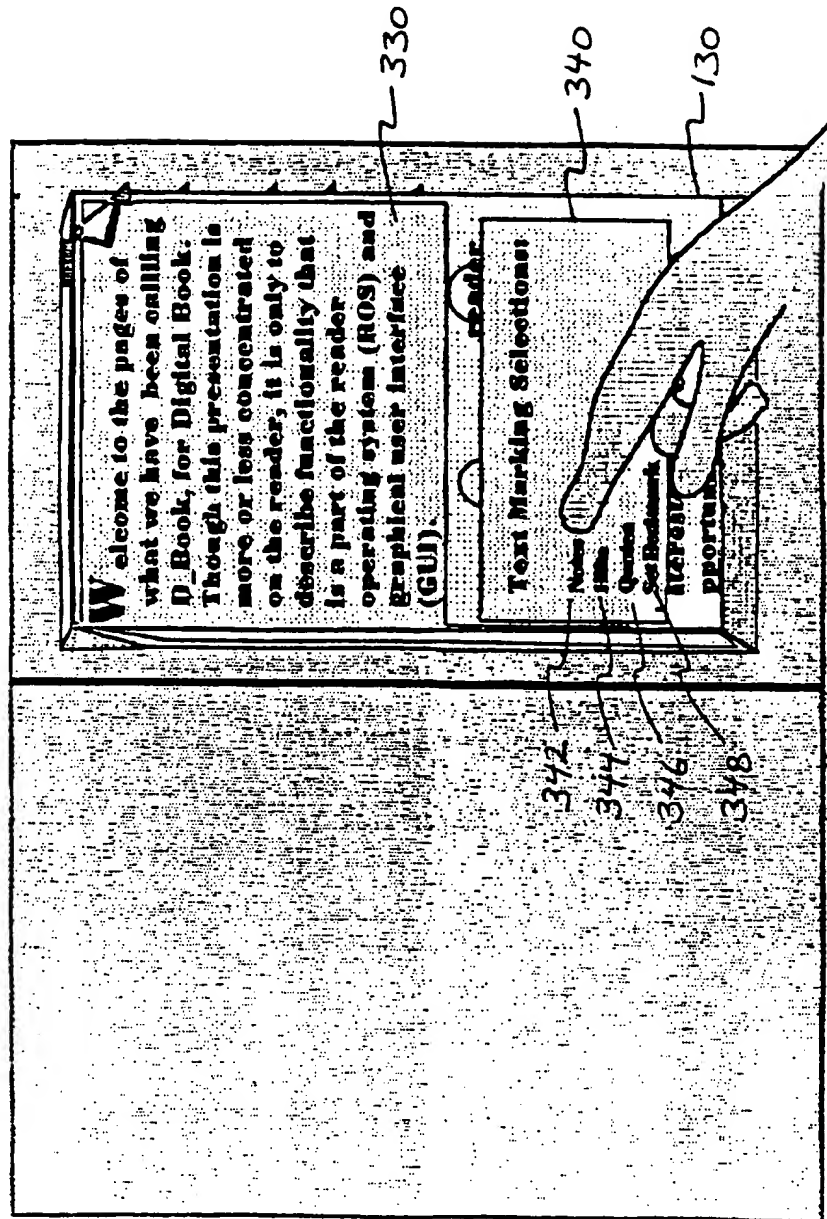 Welcome to the pages of
what we have been calling
D_Book, for Digital Book.
Though this presentation is
more or less concentrated
on the reader, it is only to
describe functionality that
is a part of the reader
operating system (ROS) and
graphical user interface
(GUI).
reader
Text Marking Selections:
Notes
Quotes
Set Bookmark
330
340
130
342
344
346
348